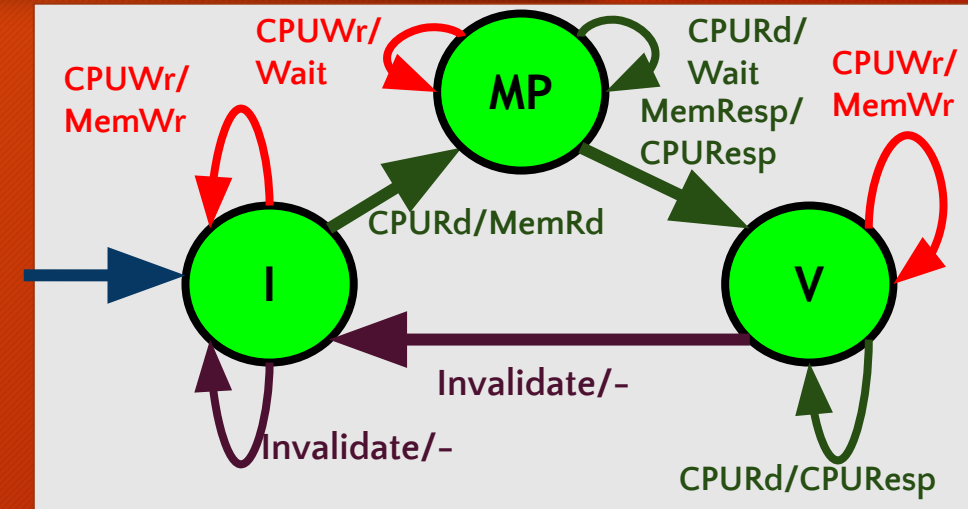 CPUWr/
Wait
MP
CPURd/
Wait
MemResp/
CPUResp
CPUWr/
MemWr
CPUWr/
MemWr
CPURd/MemRd
I
V
Invalidate/-
Invalidate/-
CPURd/CPUResp